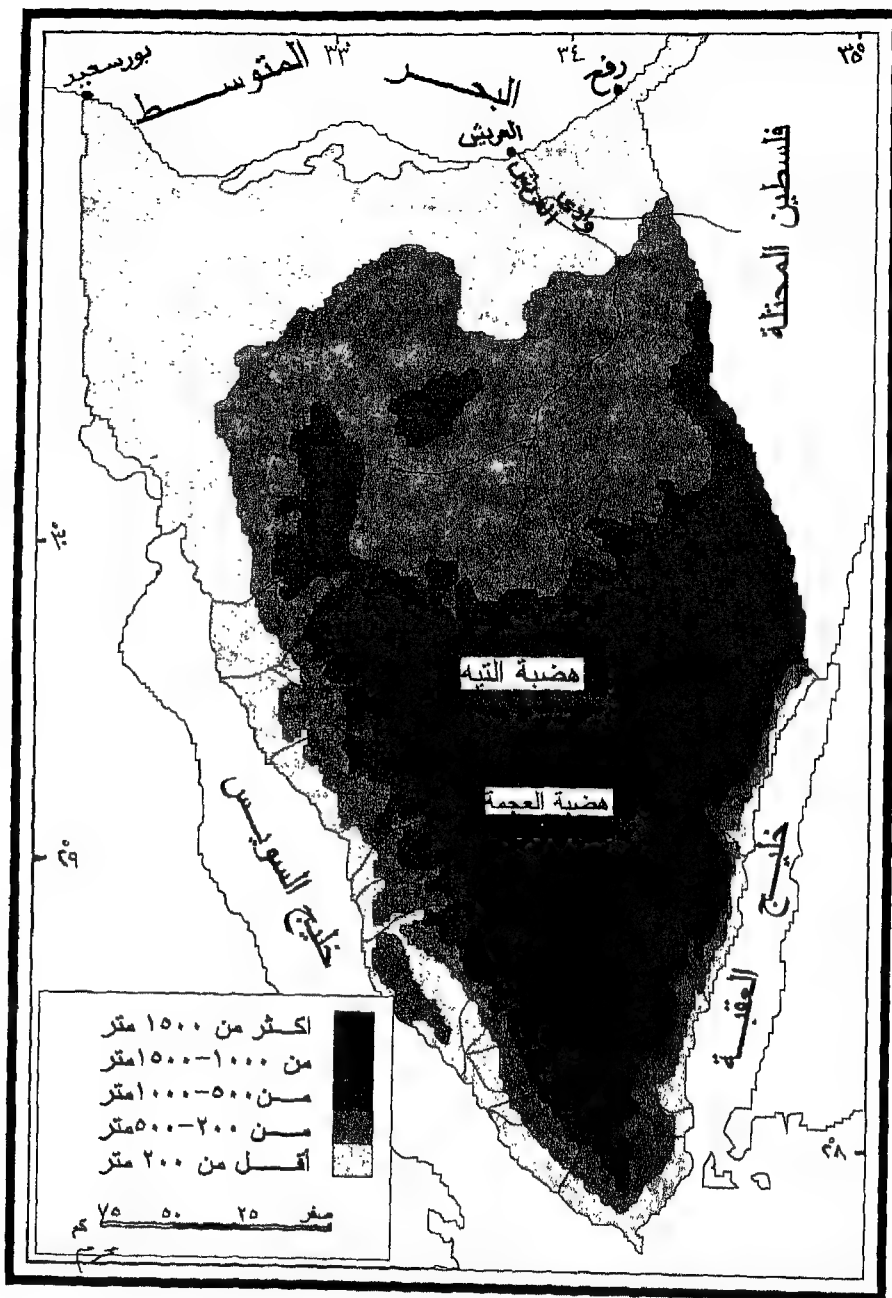 ٣٣°
٣٤°
٣٥°
بورسعيد
البحر المتوسط
رفح
العريش
وادى العريش
فلسطين المحتلة
هضبة التيه
هضبة العجمة
٢٩°
خليج السويس
خليج العقبة
٢٨°
اكثر من ١٥٠٠ متر
من ١٠٠٠-١٥٠٠متر
من ٥٠٠-١٠٠٠متر
من ٢٠٠-٥٠٠متر
أقل من ٢٠٠ متر
صفر ٢٥ ٥٠ ٧٥ كم